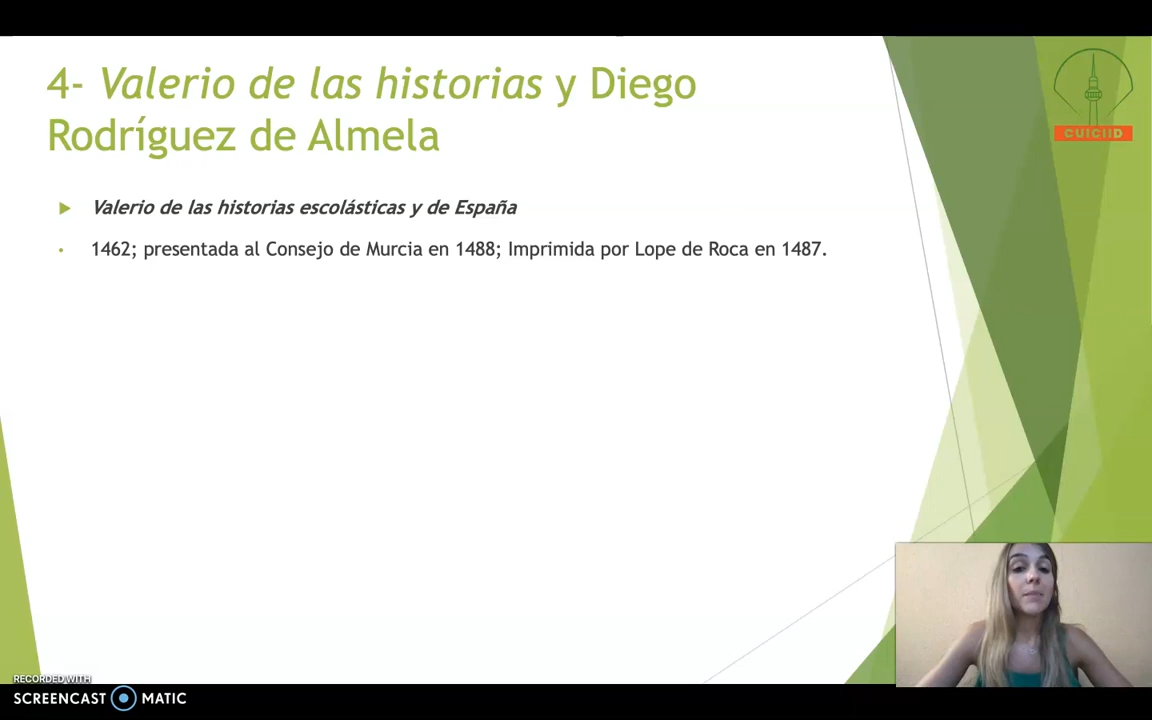 4- Valerio de las historias y Diego
Rodríguez de Almela
CUICIID
Valerio de las historias escolásticas y de España
1462; presentada al Consejo de Murcia en 1488; Imprimida por Lope de Roca en 1487.
RECORDED WITH
SCREENCAST MATIC